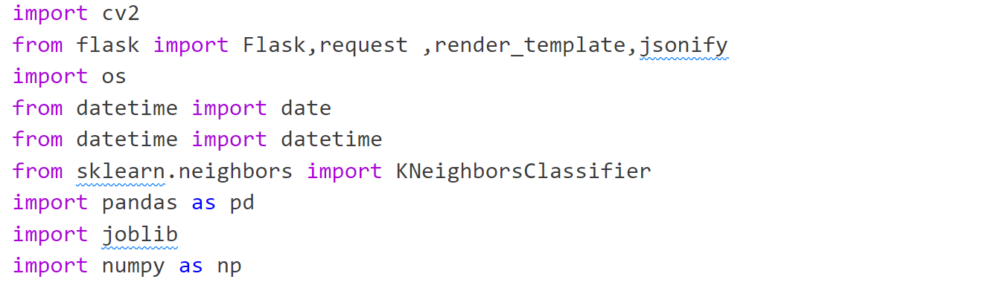 import cv2
from flask import Flask,request ,render_template,jsonify
import os
from datetime import date
from datetime import datetime
from sklearn.neighbors import KNeighborsClassifier
import pandas as pd
import joblib
import numpy as np